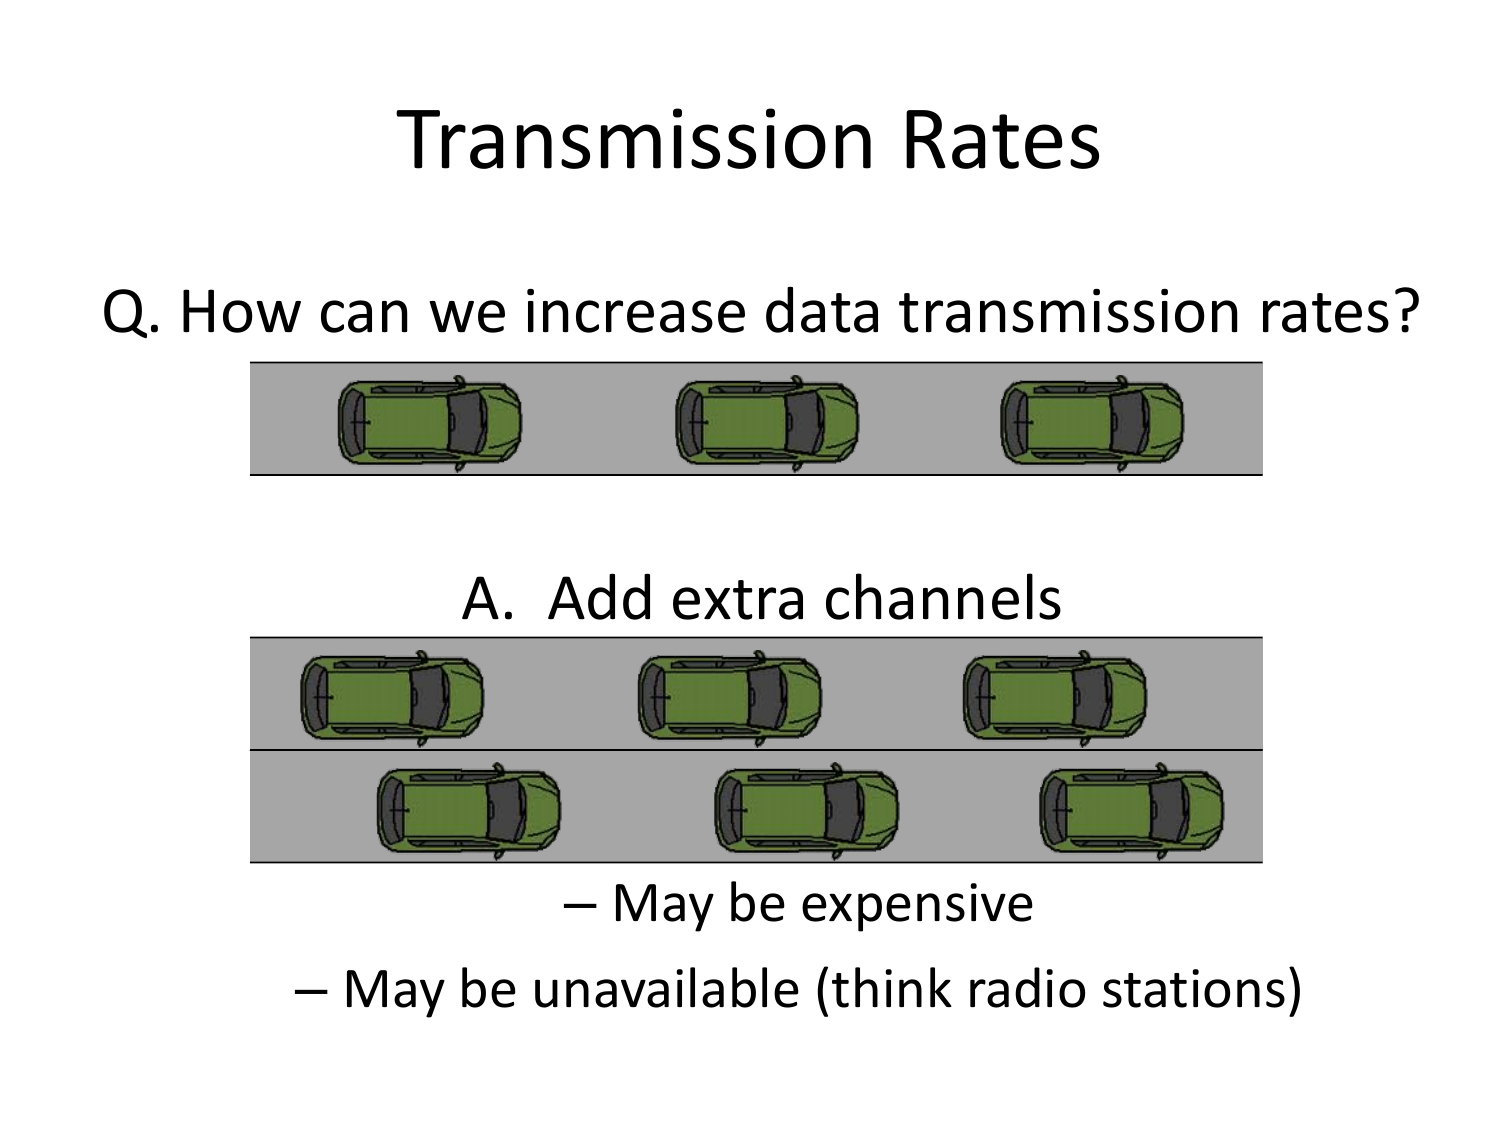 Transmission Rates
Q. How can we increase data transmission rates?
A. Add extra channels
– May be expensive
– May be unavailable (think radio stations)